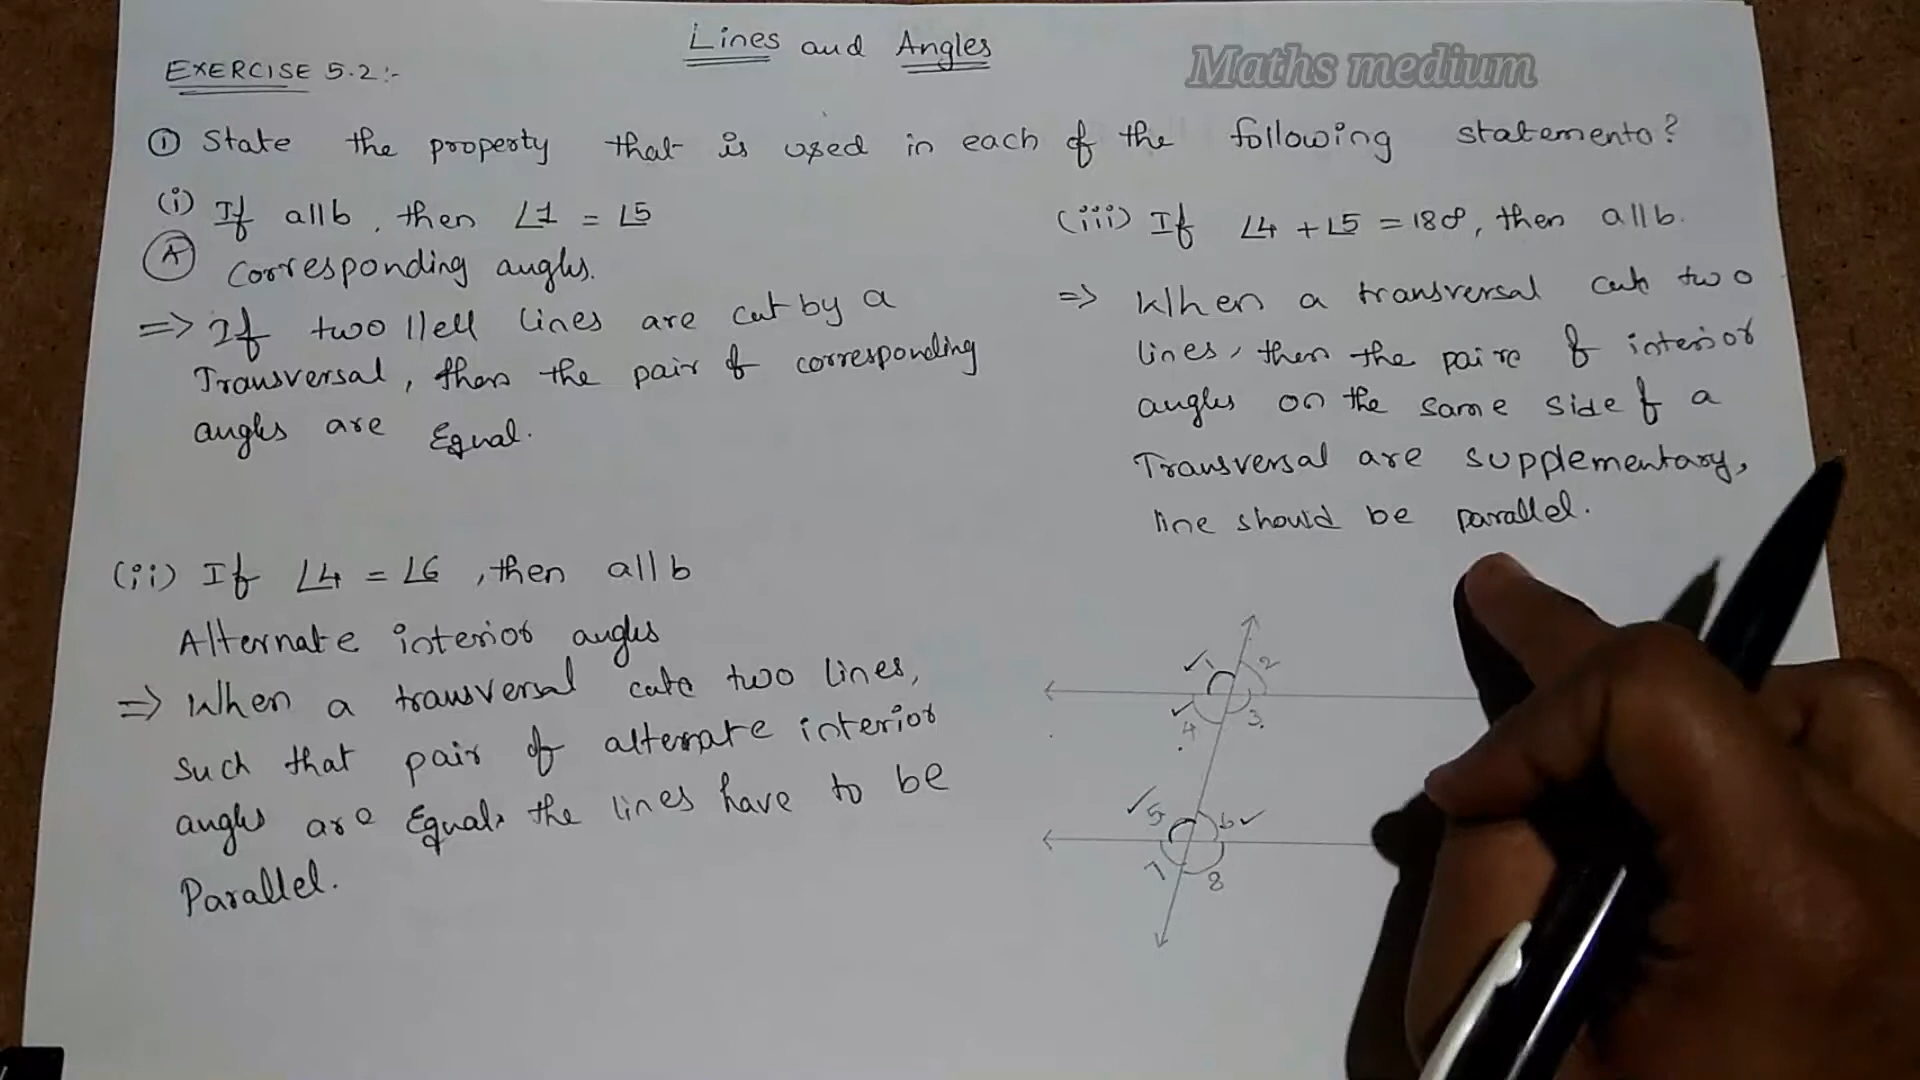 Lines and Angles
Maths medium
EXERCISE 5.2:-
① State the property that is used in each of the following statements?
(i) If a||b, then ∠1 = ∠5
Ⓐ Corresponding angles.
=> If two ||ell lines are cut by a
Transversal, then the pair of corresponding
angles are Equal.
(ii) If ∠4 = ∠6, then a||b
Alternate interior angles
=> When a transversal cuts two lines,
such that pair of alternate interior
angles are Equal, the lines have to be
Parallel.
(iii) If ∠4 + ∠5 = 180°, then a||b.
=> When a transversal cuts two
lines, then the pair of interior
angles on the same side of a
Transversal are supplementary,
line should be parallel.
1 2
4 3
5 6
7 8